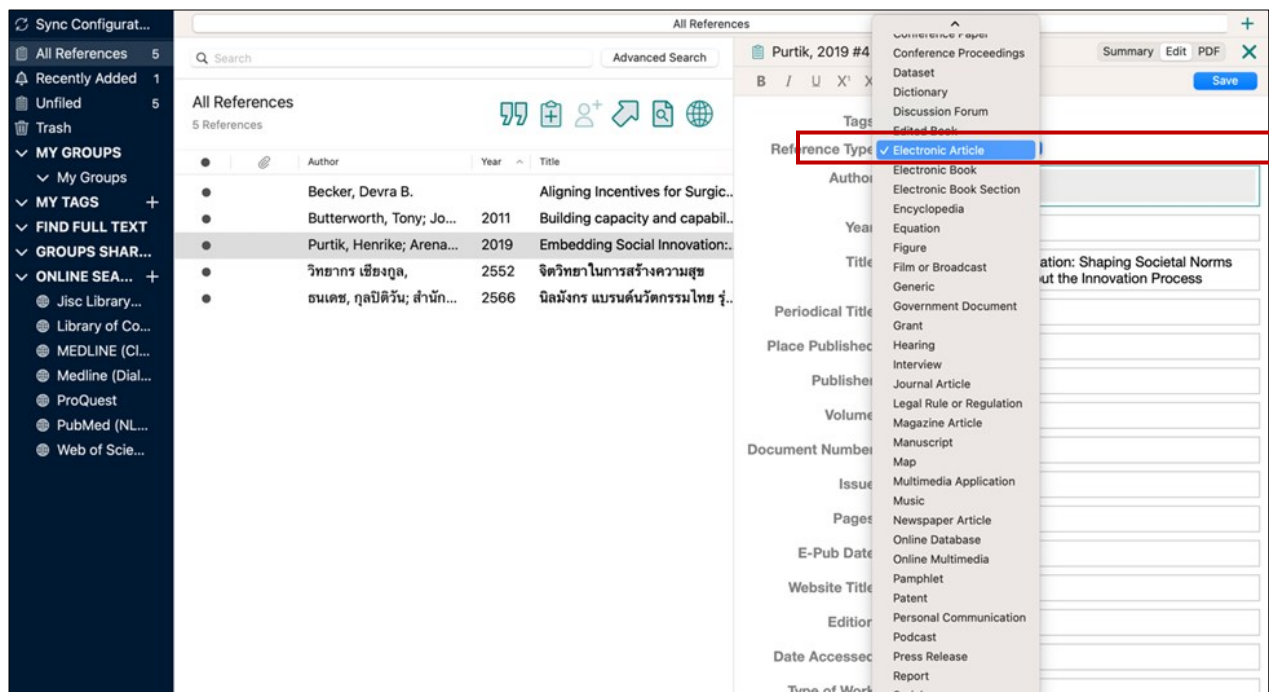 Sync Configurat...
All References 5
Recently Added 1
Unfiled 5
Trash
MY GROUPS
My Groups
MY TAGS +
FIND FULL TEXT
GROUPS SHAR...
ONLINE SEA... +
Jisc Library...
Library of Co...
MEDLINE (Cl...
Medline (Dial...
ProQuest
PubMed (NL...
Web of Scie...
All References +
Search
Advanced Search
All References
5 References
Author Year Title
Becker, Devra B. Aligning Incentives for Surgic..
Butterworth, Tony; Jo... 2011 Building capacity and capabil..
Purtik, Henrike; Arena... 2019 Embedding Social Innovation:.
วิทยากร เชียงกูล, 2552 จิตวิทยาในการสร้างความสุข
ธนเดช, กุลปิติวัน; สำนัก... 2566 นิลมังกร แบรนด์นวัตกรรมไทย รุ่..
Purtik, 2019 #4
Summary Edit PDF
B I U X¹ X
Save
Tags
Reference Type
Author
Year
Title
ation: Shaping Societal Norms
ut the Innovation Process
Periodical Title
Place Published
Publisher
Volume
Document Number
Issue
Pages
E-Pub Date
Website Title
Edition
Date Accessed
Type of Work
Conference Paper
Conference Proceedings
Dataset
Dictionary
Discussion Forum
Edited Book
✓ Electronic Article
Electronic Book
Electronic Book Section
Encyclopedia
Equation
Figure
Film or Broadcast
Generic
Government Document
Grant
Hearing
Interview
Journal Article
Legal Rule or Regulation
Magazine Article
Manuscript
Map
Multimedia Application
Music
Newspaper Article
Online Database
Online Multimedia
Pamphlet
Patent
Personal Communication
Podcast
Press Release
Report